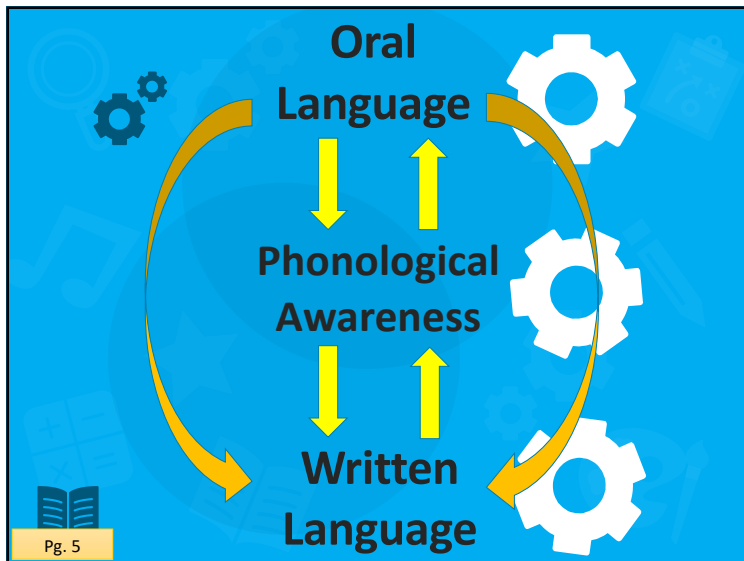 Oral
Language
Phonological
Awareness
Written
Language
Pg. 5